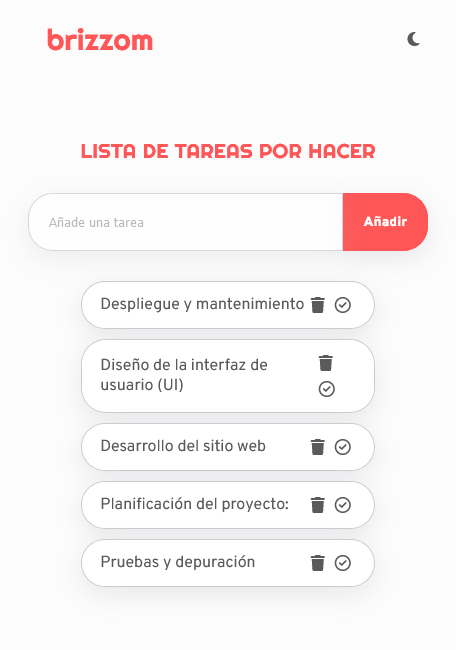 brizzom
LISTA DE TAREAS POR HACER
Añade una tarea
Añadir
Despliegue y mantenimiento
Diseño de la interfaz de
usuario (UI)
Desarrollo del sitio web
Planificación del proyecto:
Pruebas y depuración